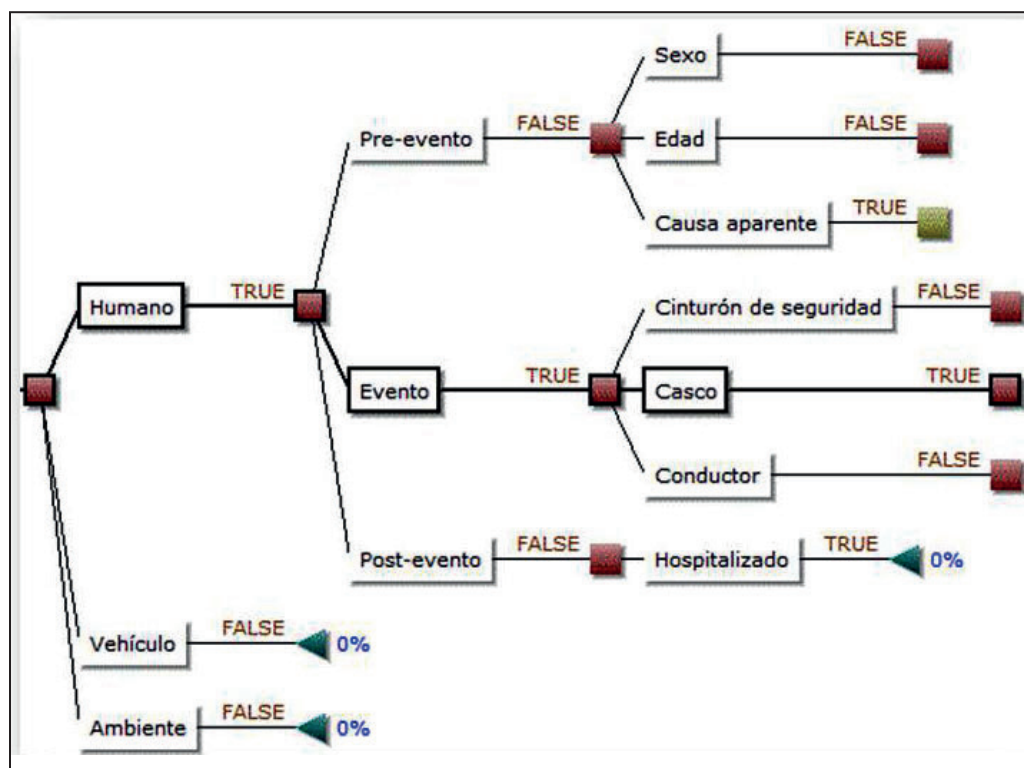 Sexo FALSE
Pre-evento FALSE Edad FALSE
Causa aparente TRUE
Humano TRUE Cinturón de seguridad FALSE
Evento TRUE Casco TRUE
Conductor FALSE
Post-evento FALSE Hospitalizado TRUE 0%
Vehículo FALSE 0%
Ambiente FALSE 0%